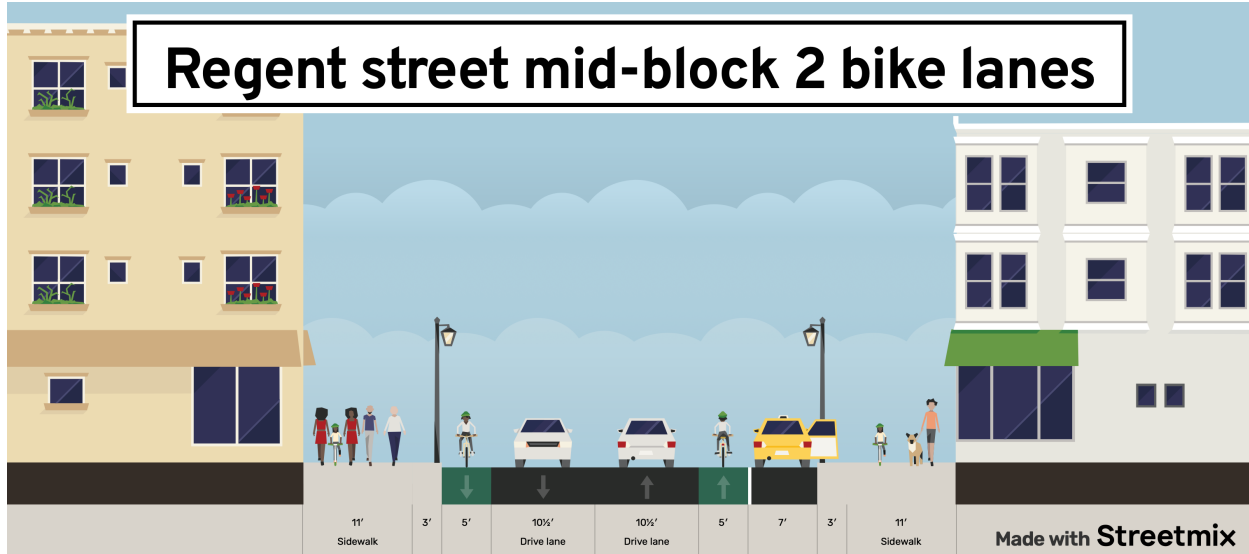 Regent street mid-block 2 bike lanes
11′ 3′ 5′ 10½′ 10½′ 5′ 7′ 3′ 11′
Sidewalk Drive lane Drive lane Sidewalk
Made with Streetmix